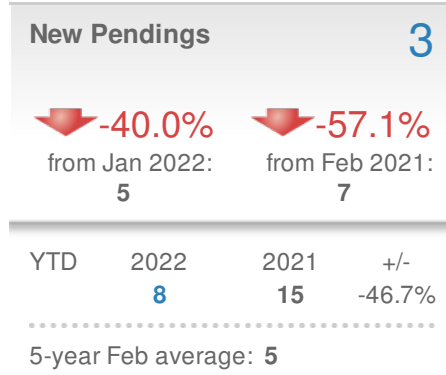 New Pendings 3
-40.0% -57.1%
from Jan 2022: from Feb 2021:
5 7
YTD 2022 2021 +/-
8 15 -46.7%
5-year Feb average: 5